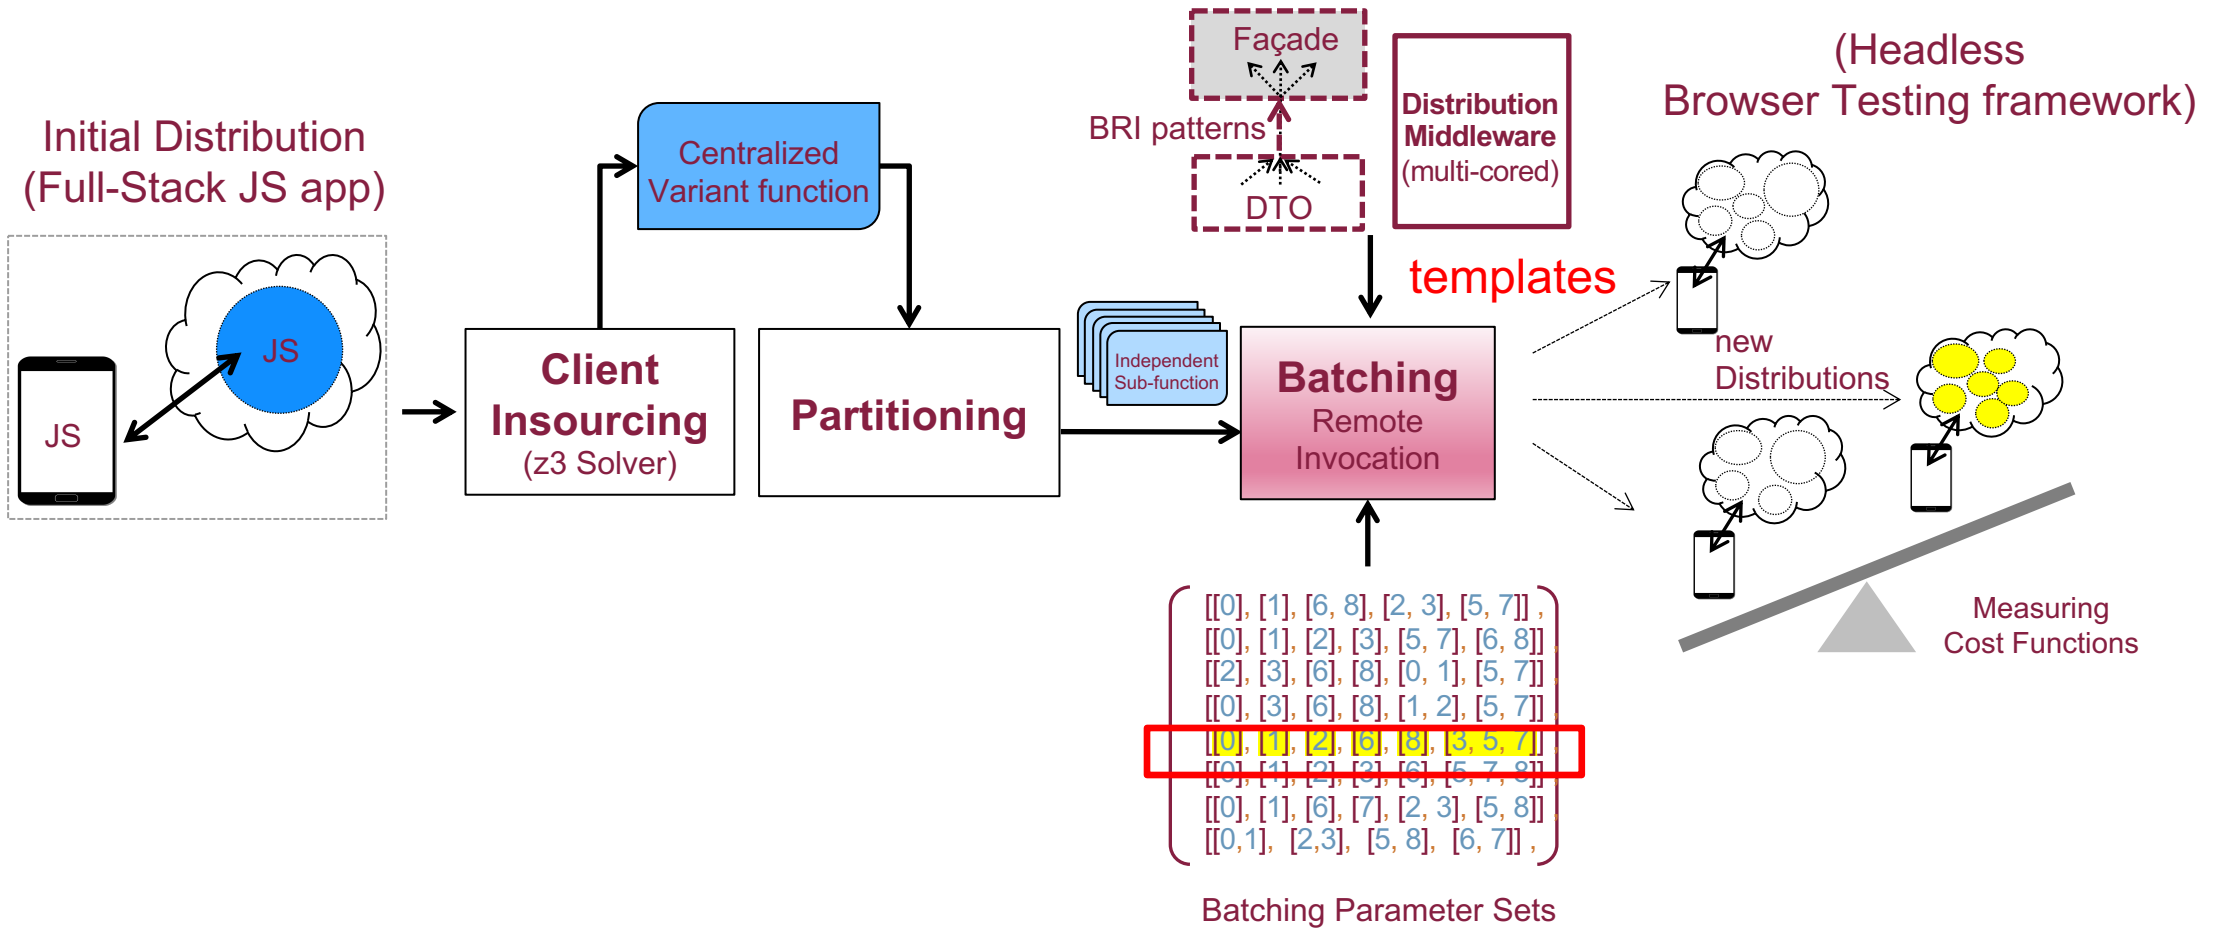 Initial Distribution
(Full-Stack JS app)
JS
JS
Client
Insourcing
(z3 Solver)
Centralized
Variant function
Partitioning
Independent
Sub-function
Façade
BRI patterns
DTO
Distribution
Middleware
(multi-cored)
templates
Batching
Remote
Invocation
[[0], [1], [6, 8], [2, 3], [5, 7]] ,
[[0], [1], [2], [3], [5, 7], [6, 8]] ,
[[2], [3], [6], [8], [0, 1], [5, 7]] ,
[[0], [3], [6], [8], [1, 2], [5, 7]] ,
[[0], [1], [2], [6], [8], [3, 5, 7]] ,
[[0], [1], [2], [3], [6], [5, 7, 8]] ,
[[0], [1], [6], [7], [2, 3], [5, 8]] ,
[[0,1], [2,3], [5, 8], [6, 7]] ,
Batching Parameter Sets
(Headless
Browser Testing framework)
new
Distributions
Measuring
Cost Functions